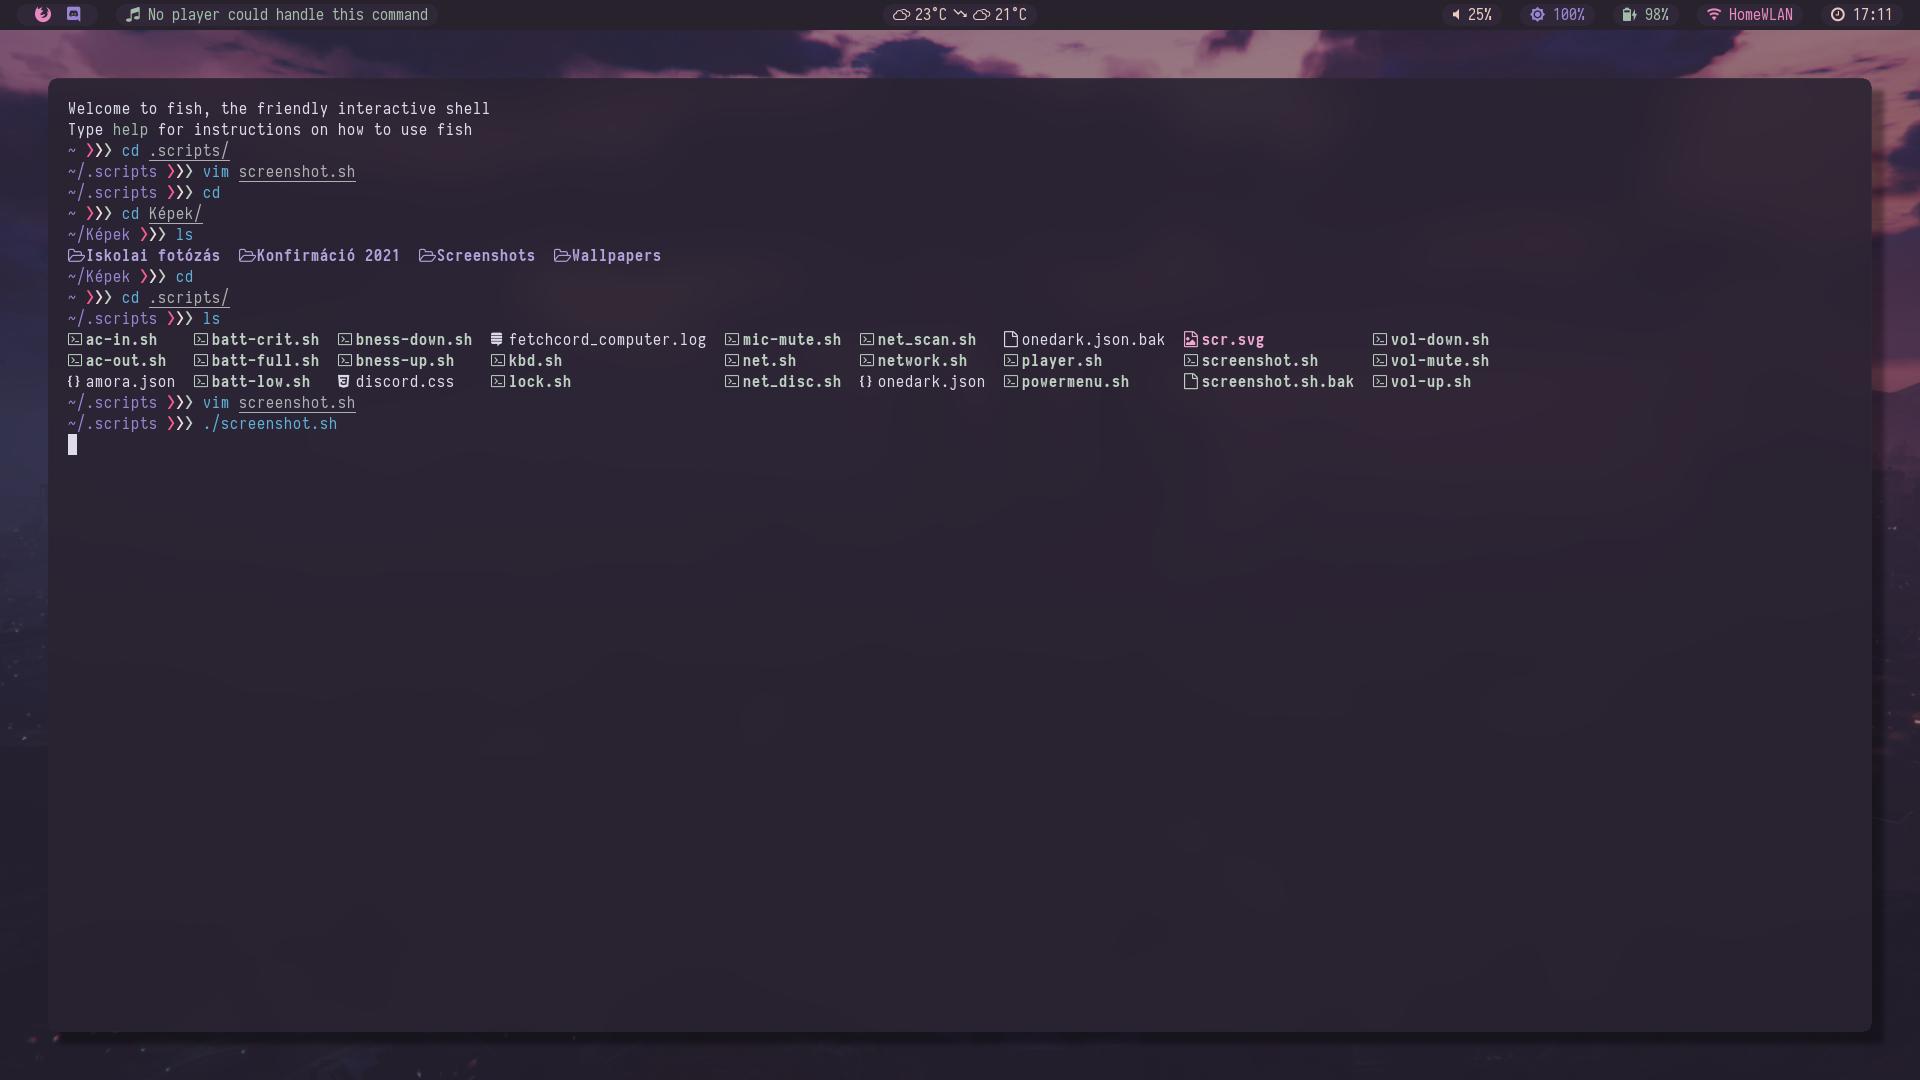 No player could handle this command 23°C 21°C 25% 100% 98% HomeWLAN 17:11
Welcome to fish, the friendly interactive shell
Type help for instructions on how to use fish
~ ❯❯❯ cd .scripts/
~/.scripts ❯❯❯ vim screenshot.sh
~/.scripts ❯❯❯ cd
~ ❯❯❯ cd Képek/
~/Képek ❯❯❯ ls
Iskolai fotózás Konfirmáció 2021 Screenshots Wallpapers
~/Képek ❯❯❯ cd
~ ❯❯❯ cd .scripts/
~/.scripts ❯❯❯ ls
ac-in.sh batt-crit.sh bness-down.sh fetchcord_computer.log mic-mute.sh net_scan.sh onedark.json.bak scr.svg vol-down.sh
ac-out.sh batt-full.sh bness-up.sh kbd.sh net.sh network.sh player.sh screenshot.sh vol-mute.sh
amora.json batt-low.sh discord.css lock.sh net_disc.sh onedark.json powermenu.sh screenshot.sh.bak vol-up.sh
~/.scripts ❯❯❯ vim screenshot.sh
~/.scripts ❯❯❯ ./screenshot.sh